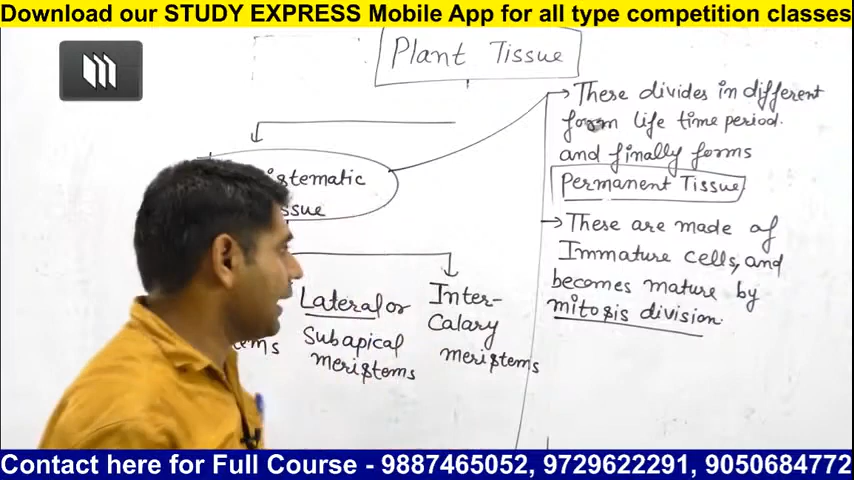 Download our STUDY EXPRESS Mobile App for all type competition classes
Plant Tissue
These divides in different
life time period.
and finally forms
Permanent Tissue
These are made of
Immature cells, and
becomes mature by
mitosis division.
Lateral or
Subapical
meristems
Inter-
Calary
meristems
Contact here for Full Course - 9887465052, 9729622291, 9050684772